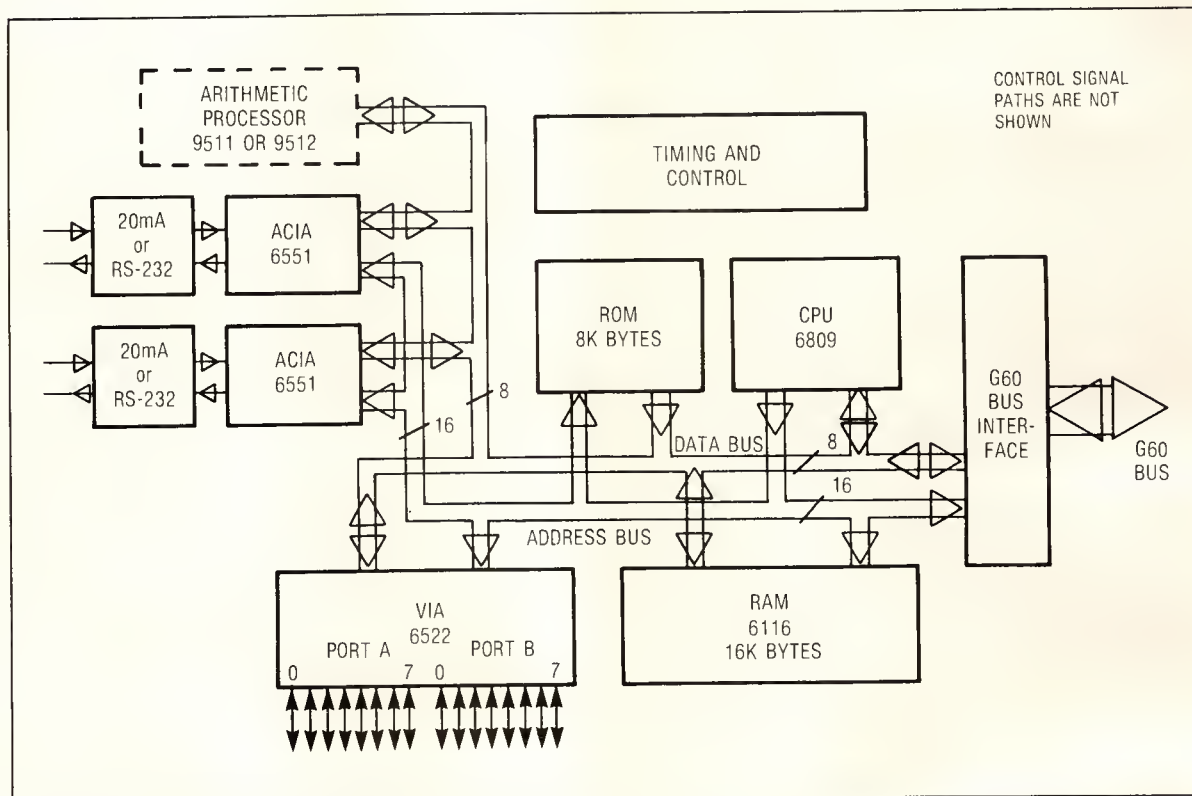 ARITHMETIC
PROCESSOR
9511 OR 9512
CONTROL SIGNAL
PATHS ARE NOT
SHOWN
TIMING AND
CONTROL
20mA
or
RS-232
ACIA
6551
20mA
or
RS-232
ACIA
6551
ROM
8K BYTES
CPU
6809
G60
BUS
INTER-
FACE
G60
BUS
8
16
DATA BUS
8
16
ADDRESS BUS
VIA
6522
PORT A
PORT B
0
7
0
7
RAM
6116
16K BYTES